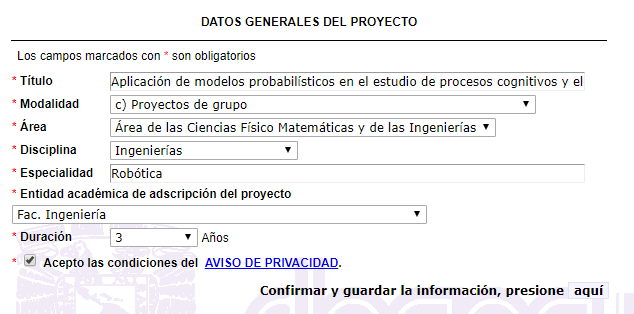 DATOS GENERALES DEL PROYECTO
Los campos marcados con * son obligatorios
* Título Aplicación de modelos probabilísticos en el estudio de procesos cognitivos y el
* Modalidad c) Proyectos de grupo
* Área Área de las Ciencias Físico Matemáticas y de las Ingenierías
* Disciplina Ingenierías
* Especialidad Robótica
* Entidad académica de adscripción del proyecto
Fac. Ingeniería
* Duración 3 Años
* Acepto las condiciones del AVISO DE PRIVACIDAD.
Confirmar y guardar la información, presione aquí